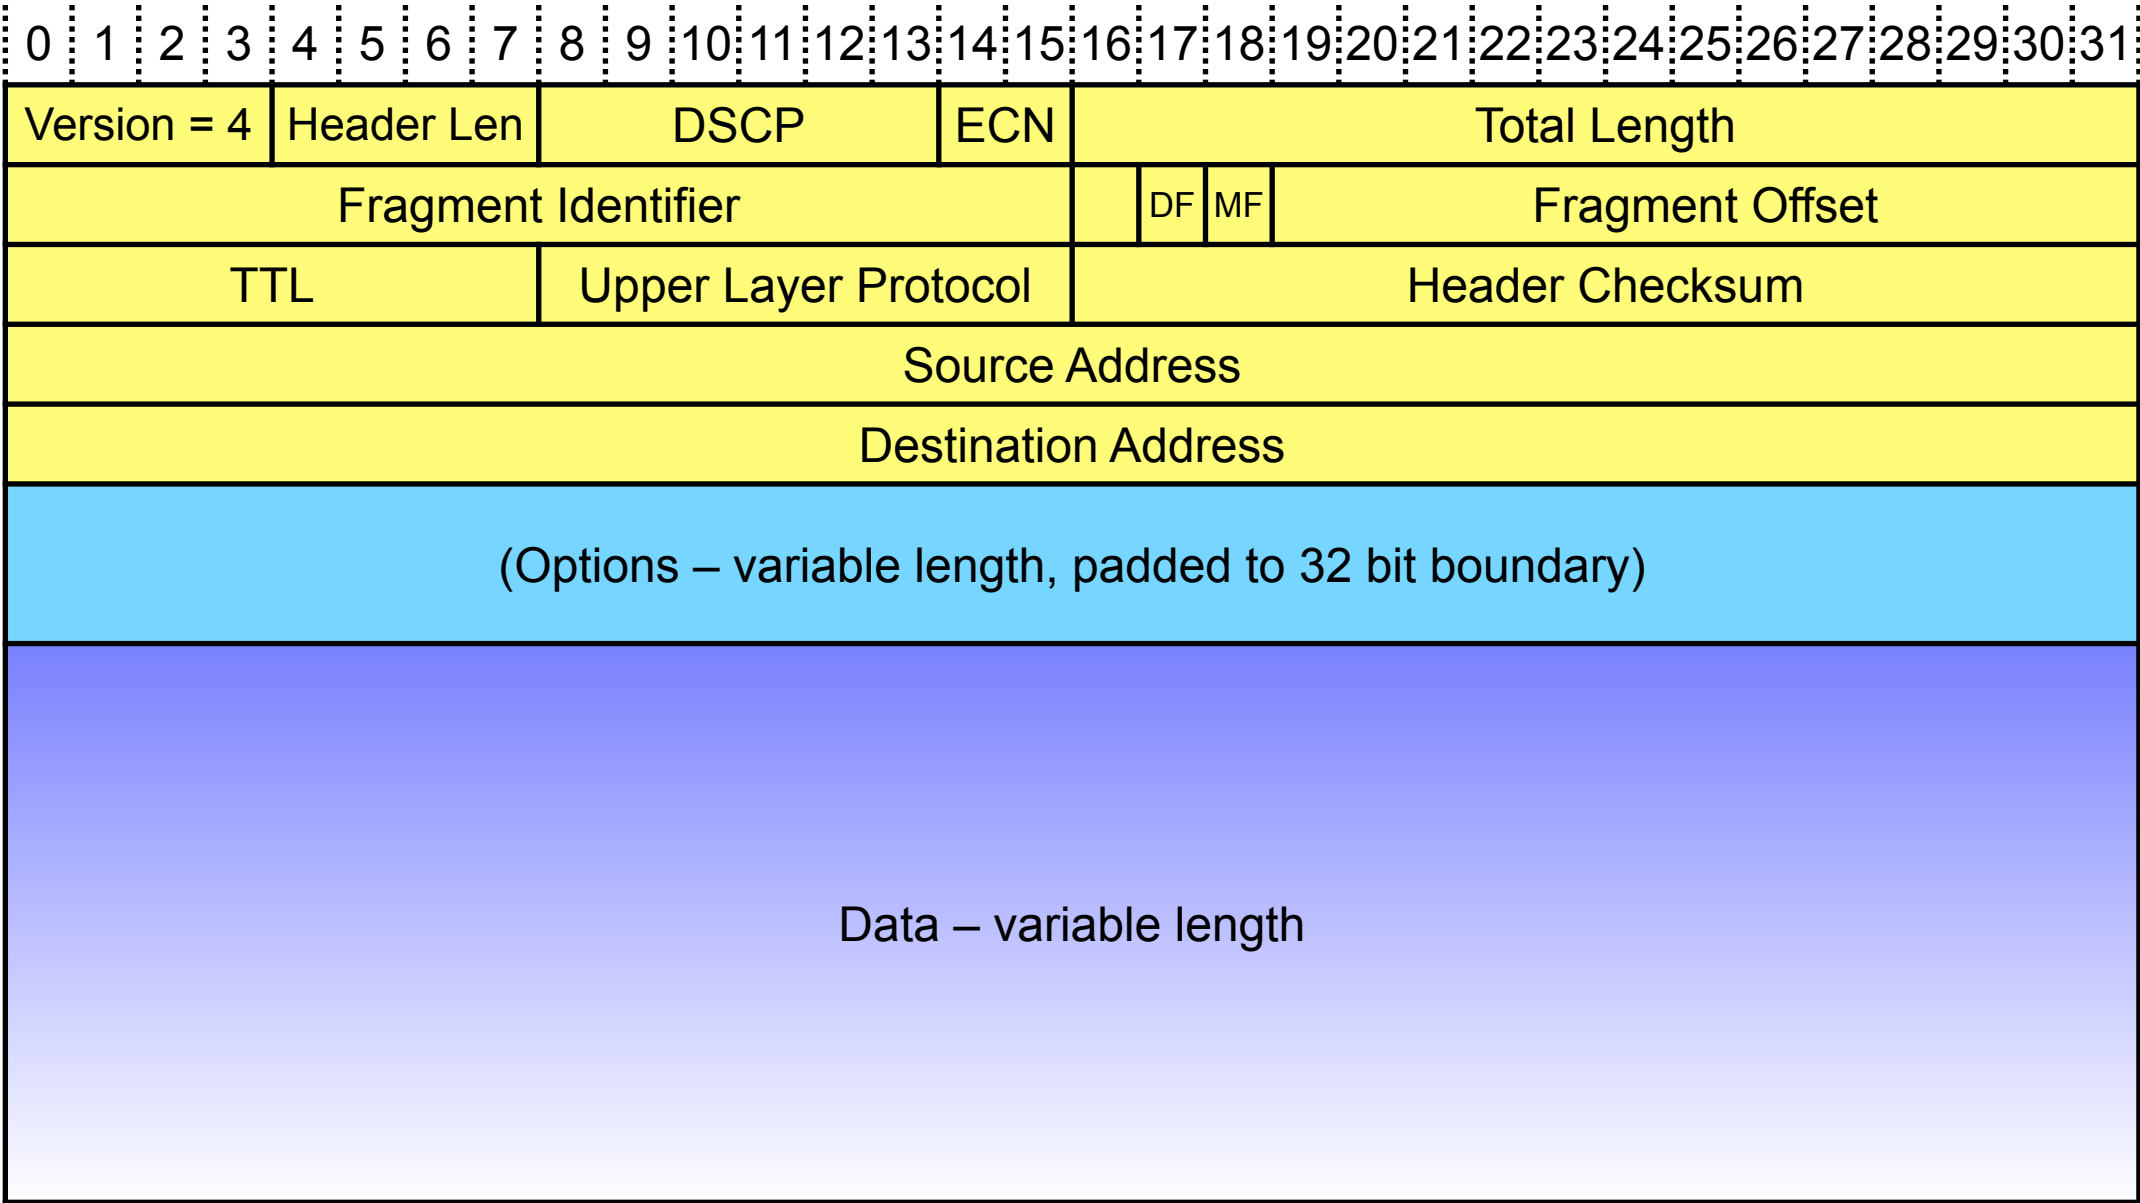 0 1 2 3 4 5 6 7 8 9 10 11 12 13 14 15 16 17 18 19 20 21 22 23 24 25 26 27 28 29 30 31
Version = 4 Header Len DSCP ECN Total Length
Fragment Identifier DF MF Fragment Offset
TTL Upper Layer Protocol Header Checksum
Source Address
Destination Address
(Options – variable length, padded to 32 bit boundary)
Data – variable length